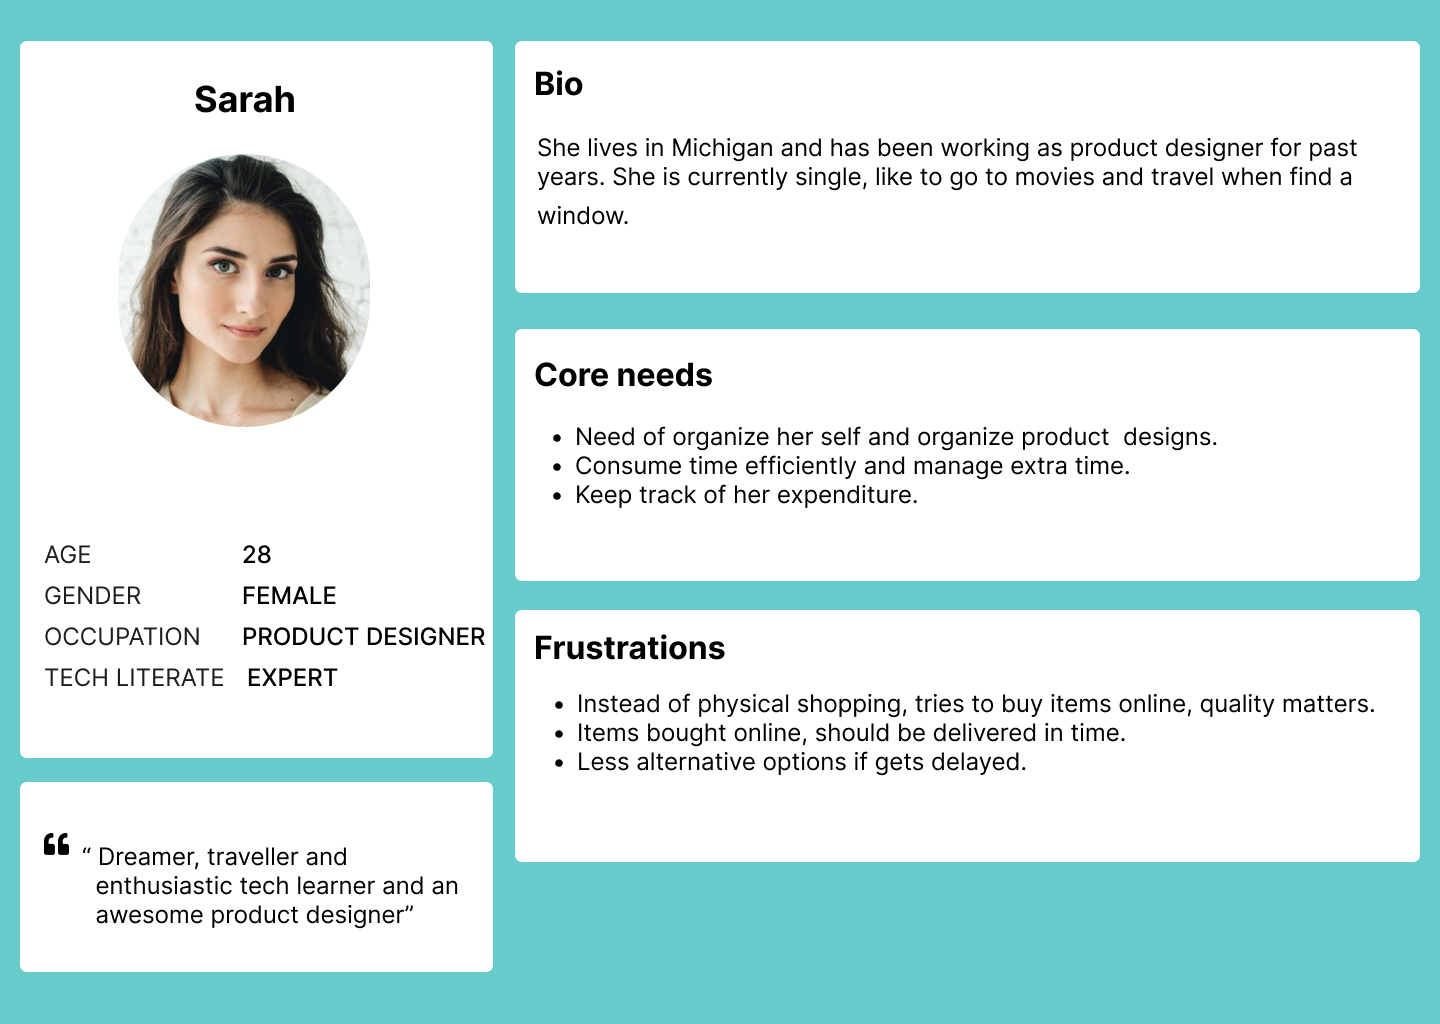 Sarah
AGE 28
GENDER FEMALE
OCCUPATION PRODUCT DESIGNER
TECH LITERATE EXPERT
“ Dreamer, traveller and
enthusiastic tech learner and an
awesome product designer”
Bio
She lives in Michigan and has been working as product designer for past
years. She is currently single, like to go to movies and travel when find a
window.
Core needs
• Need of organize her self and organize product  designs.
• Consume time efficiently and manage extra time.
• Keep track of her expenditure.
Frustrations
• Instead of physical shopping, tries to buy items online, quality matters.
• Items bought online, should be delivered in time.
• Less alternative options if gets delayed.